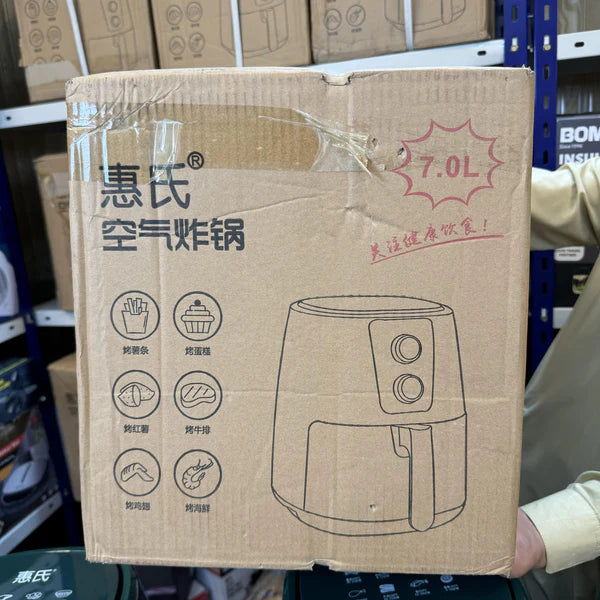 惠氏®
空气炸锅
7.0L
关注健康饮食！
烤薯条
烤蛋糕
烤红薯
烤牛排
烤鸡翅
烤海鲜
BOM
INSU
惠氏